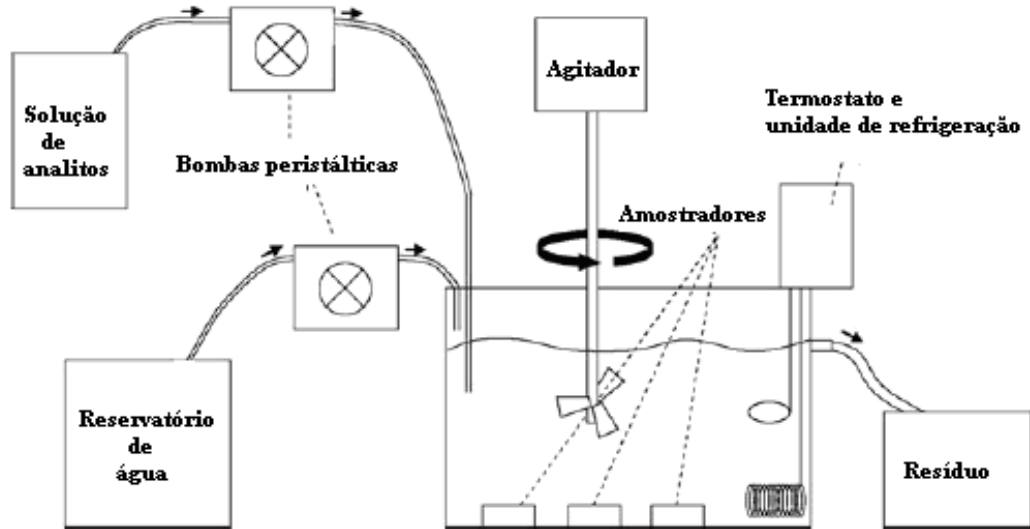 Solução
de
analitos
Bombas peristálticas
Agitador
Termostato e
unidade de refrigeração
Amostradores
Reservatório
de
água
Resíduo